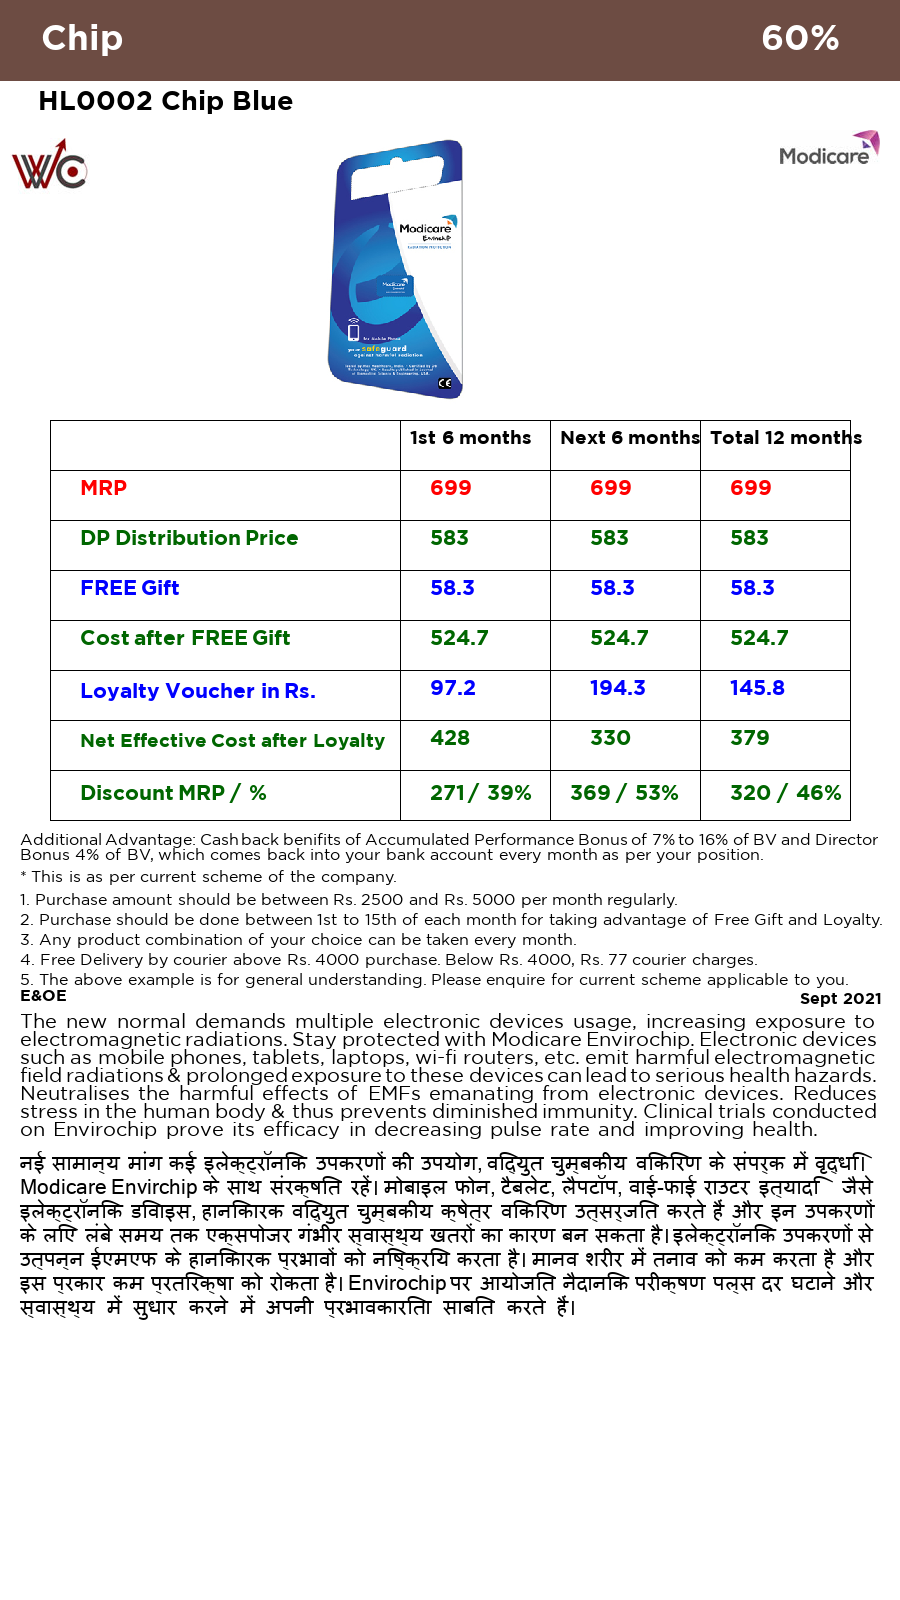 Chip 60%
HL0002 Chip Blue
WC
Modicare
Modicare
Envirochip
RADIATION PROTECTION
Modicare
for Mobile Phone
your safeguard
against harmful radiation
CE
1st 6 months Next 6 months Total 12 months
MRP 699 699 699
DP Distribution Price 583 583 583
FREE Gift 58.3 58.3 58.3
Cost after FREE Gift 524.7 524.7 524.7
Loyalty Voucher in Rs. 97.2 194.3 145.8
Net Effective Cost after Loyalty 428 330 379
Discount MRP / % 271 / 39% 369 / 53% 320 / 46%
Additional Advantage: Cash back benifits of Accumulated Performance Bonus of 7% to 16% of BV and Director
Bonus 4% of BV, which comes back into your bank account every month as per your position.
* This is as per current scheme of the company.
1. Purchase amount should be between Rs. 2500 and Rs. 5000 per month regularly.
2. Purchase should be done between 1st to 15th of each month for taking advantage of Free Gift and Loyalty.
3. Any product combination of your choice can be taken every month.
4. Free Delivery by courier above Rs. 4000 purchase. Below Rs. 4000, Rs. 77 courier charges.
5. The above example is for general understanding. Please enquire for current scheme applicable to you.
E&OE Sept 2021
The new normal demands multiple electronic devices usage, increasing exposure to
electromagnetic radiations. Stay protected with Modicare Envirochip. Electronic devices
such as mobile phones, tablets, laptops, wi-fi routers, etc. emit harmful electromagnetic
field radiations & prolonged exposure to these devices can lead to serious health hazards.
Neutralises the harmful effects of EMFs emanating from electronic devices. Reduces
stress in the human body & thus prevents diminished immunity. Clinical trials conducted
on Envirochip prove its efficacy in decreasing pulse rate and improving health.
नई सामान्य मांग कई इलेक्ट्रॉनिक उपकरणों की उपयोग, विद्युत चुम्बकीय विकिरण के संपर्क में वृद्धि।
Modicare Envirchip के साथ संरक्षित रहें। मोबाइल फोन, टैबलेट, लैपटॉप, वाई-फाई राउटर इत्यादि जैसे
इलेक्ट्रॉनिक डिवाइस, हानिकारक विद्युत चुम्बकीय क्षेत्र विकिरण उत्सर्जित करते हैं और इन उपकरणों
के लिए लंबे समय तक एक्सपोजर गंभीर स्वास्थ्य खतरों का कारण बन सकता है। इलेक्ट्रॉनिक उपकरणों से
उत्पन्न ईएमएफ के हानिकारक प्रभावों को निष्क्रिय करता है। मानव शरीर में तनाव को कम करता है और
इस प्रकार कम प्रतिरक्षा को रोकता है। Envirochip पर आयोजित नैदानिक परीक्षण पल्स दर घटाने और
स्वास्थ्य में सुधार करने में अपनी प्रभावकारिता साबित करते हैं।